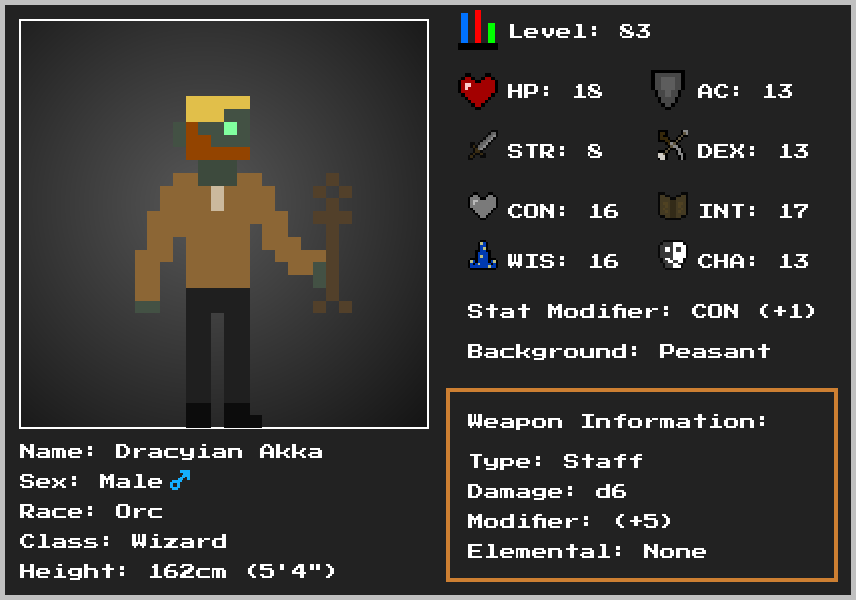 Level: 83
HP: 18 AC: 13
STR: 8 DEX: 13
CON: 16 INT: 17
WIS: 16 CHA: 13
Stat Modifier: CON (+1)
Background: Peasant
Weapon Information:
Type: Staff
Damage: d6
Modifier: (+5)
Elemental: None
Name: Dracyian Akka
Sex: Male ♂
Race: Orc
Class: Wizard
Height: 162cm (5'4")